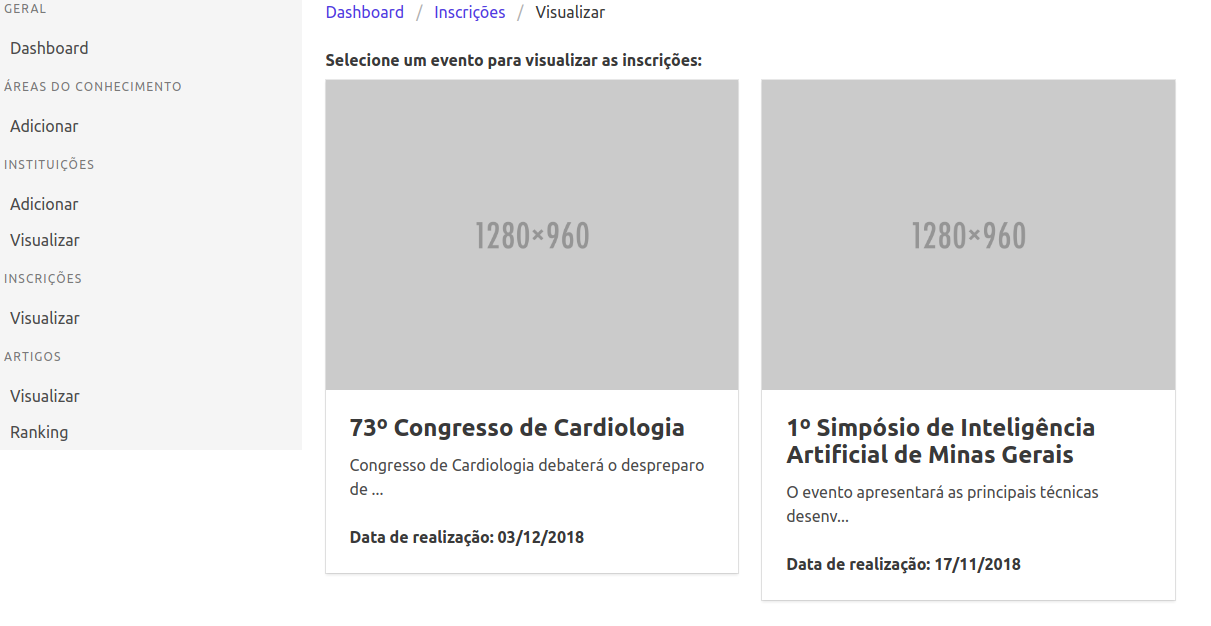 GERAL
Dashboard
ÁREAS DO CONHECIMENTO
Adicionar
INSTITUIÇÕES
Adicionar
Visualizar
INSCRIÇÕES
Visualizar
ARTIGOS
Visualizar
Ranking
Dashboard / Inscrições / Visualizar
Selecione um evento para visualizar as inscrições:
1280×960
73º Congresso de Cardiologia
Congresso de Cardiologia debaterá o despreparo
de ...
Data de realização: 03/12/2018
1280×960
1º Simpósio de Inteligência
Artificial de Minas Gerais
O evento apresentará as principais técnicas
desenv...
Data de realização: 17/11/2018